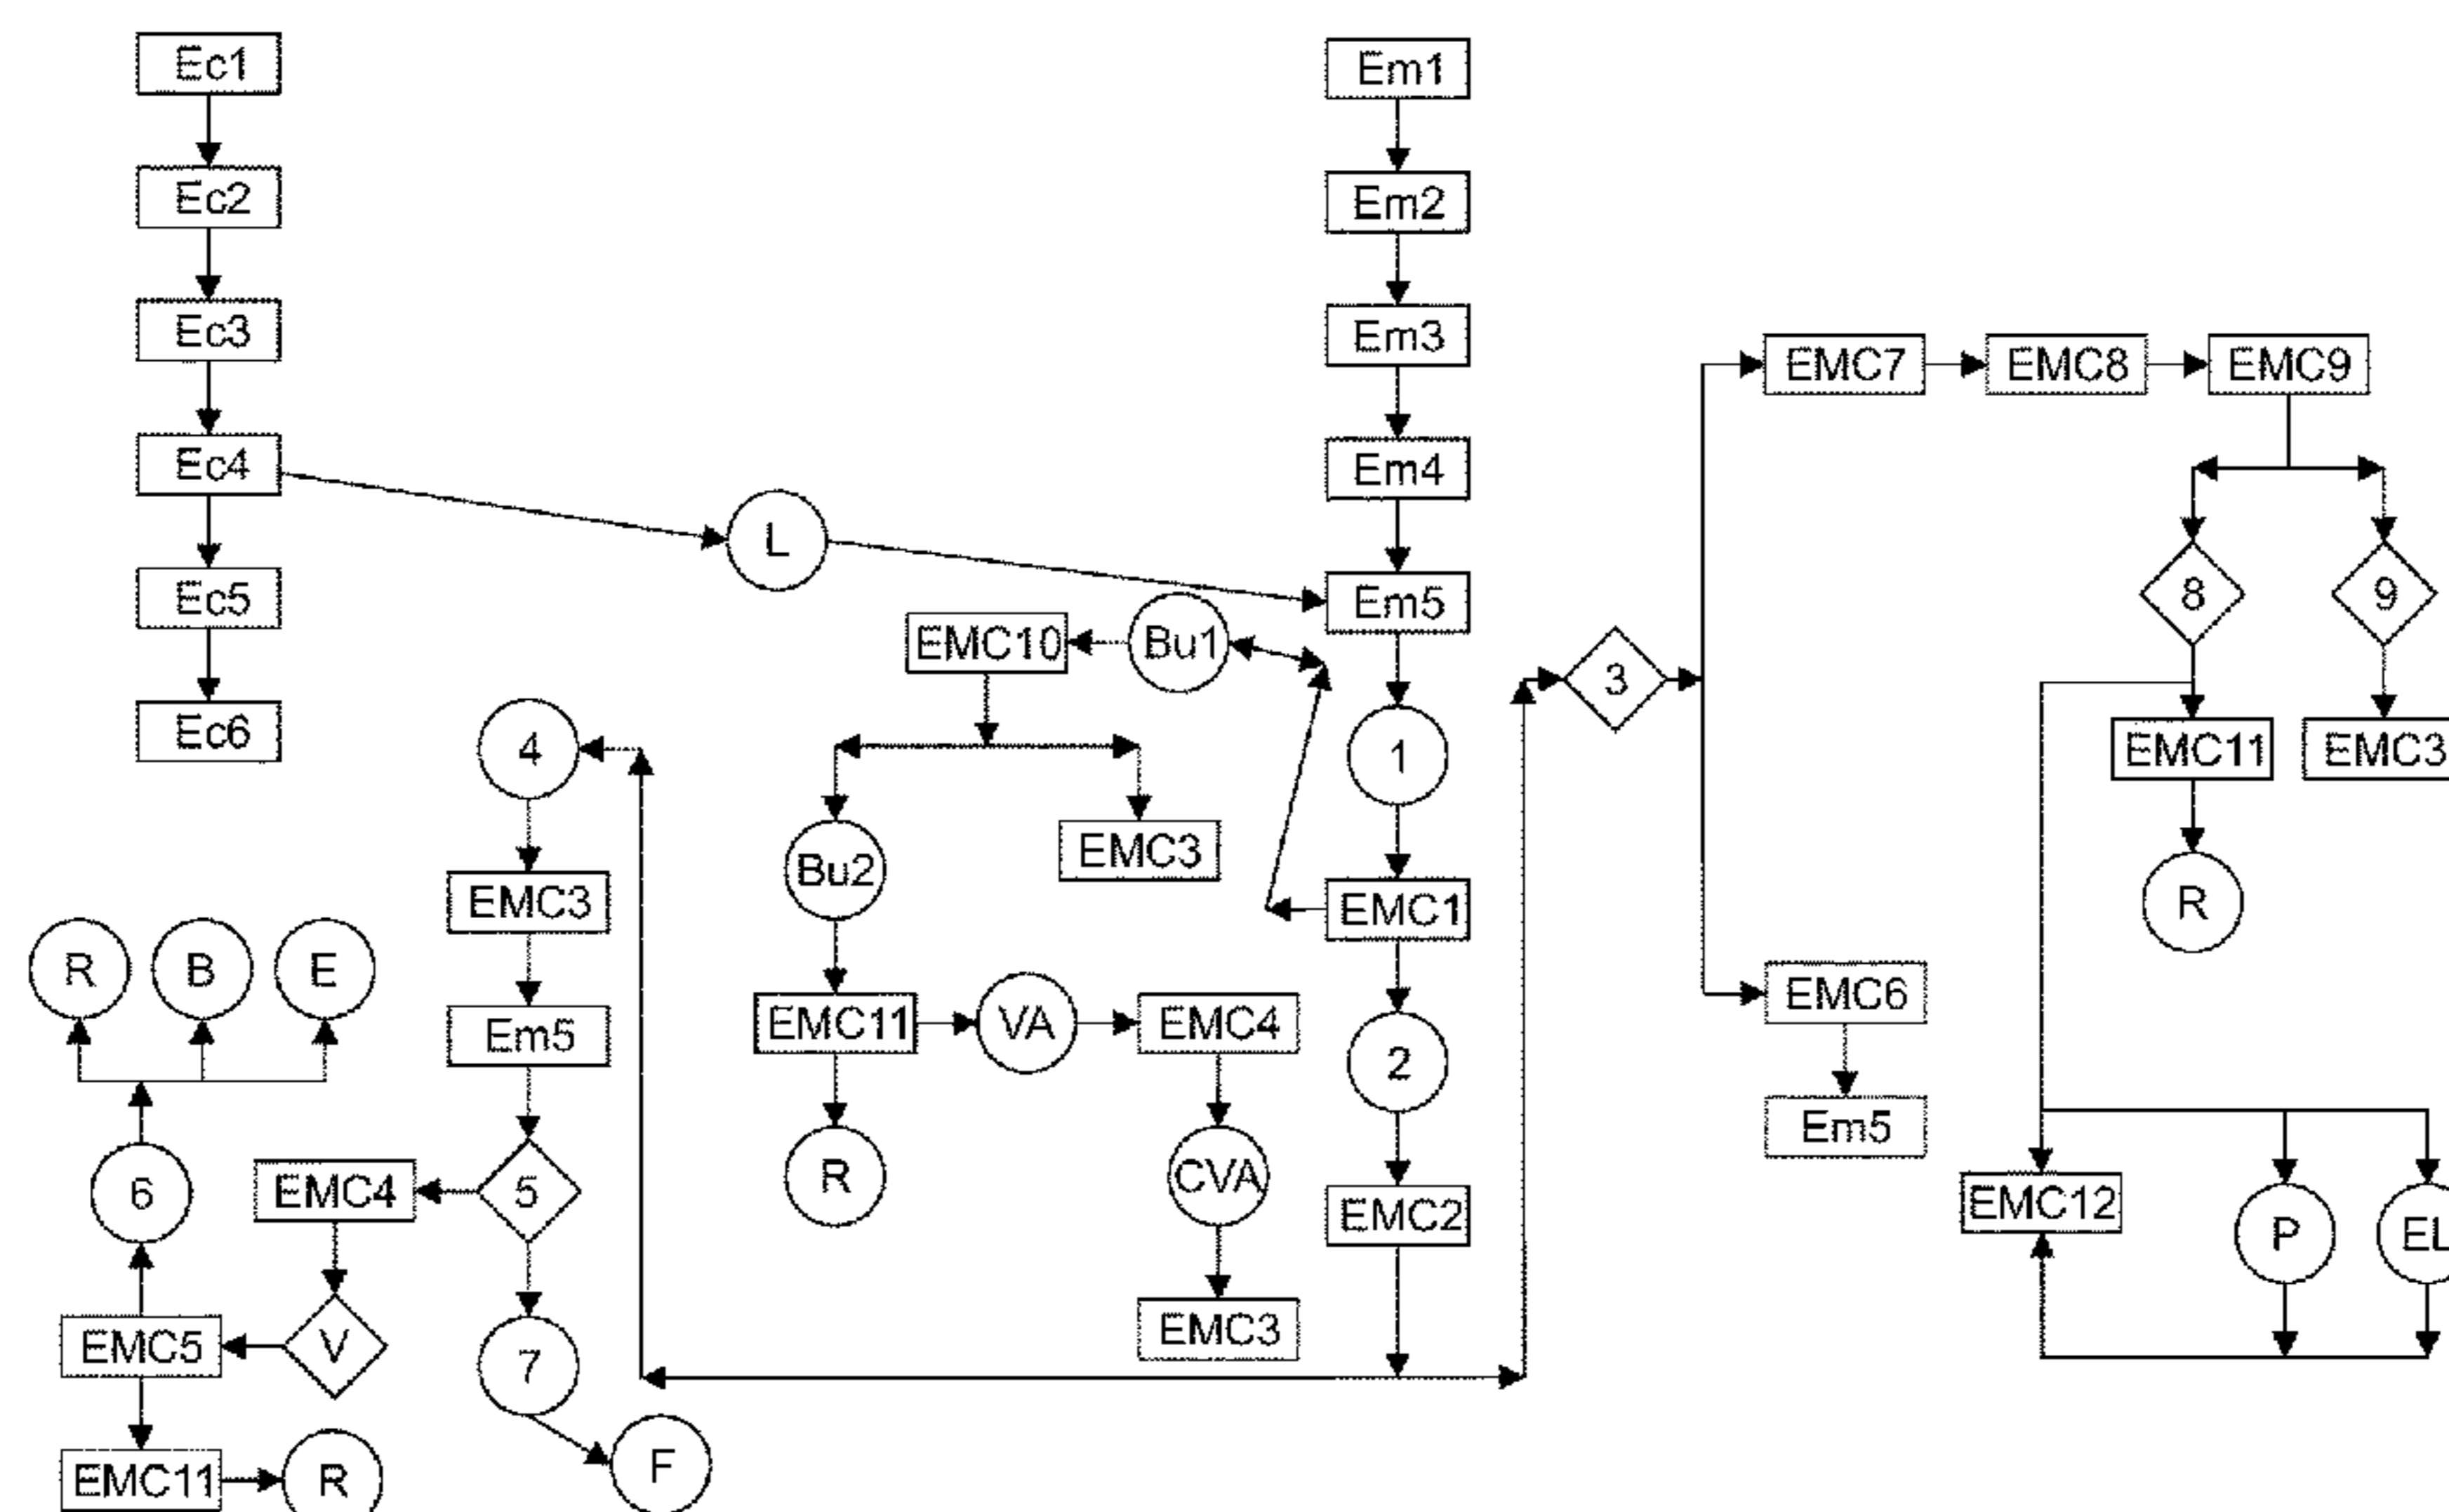 Ec1
Em1
Ec2
Em2
Ec3
Em3
EMC7
EMC8
EMC9
Ec4
Em4
L
Ec5
Em5
8
9
EMC10
Bu1
3
Ec6
4
1
EMC11
EMC3
Bu2
EMC3
EMC3
EMC1
R
R
B
E
Em5
EMC11
VA
EMC4
2
EMC6
Em5
6
EMC4
5
R
CVA
EMC2
EMC12
P
EL
EMC5
V
7
EMC3
EMC11
R
F